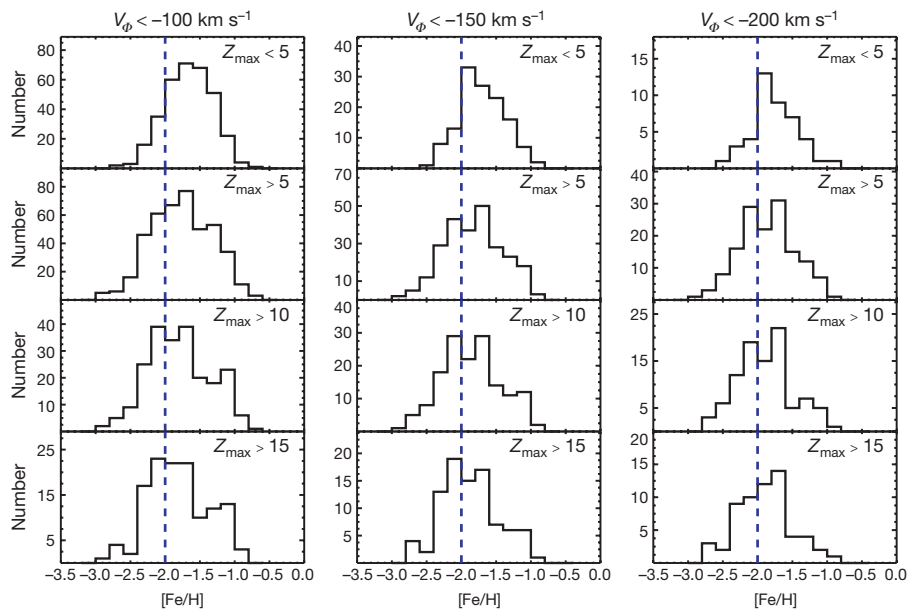 V_Φ < –100 km s⁻¹ V_Φ < –150 km s⁻¹ V_Φ < –200 km s⁻¹
Number
80
60
40
20
Z_max < 5
30
20
10
Z_max < 5
15
10
5
Z_max < 5
Number
80
60
40
20
Z_max > 5
70
50
30
10
Z_max > 5
40
30
20
10
Z_max > 5
Number
40
30
20
10
Z_max > 10
40
30
20
10
Z_max > 10
25
15
5
Z_max > 10
Number
25
15
5
Z_max > 15
20
15
10
5
Z_max > 15
20
15
10
5
Z_max > 15
–3.5 –2.5 –2.0 –1.5 –1.0 –0.5 0.0
–3.5 –3.0 –2.5 –2.0 –1.5 –1.0 –0.5 0.0
–3.5 –3.0 –2.5 –2.0 –1.5 –1.0 –0.5 0.0
[Fe/H] [Fe/H] [Fe/H]